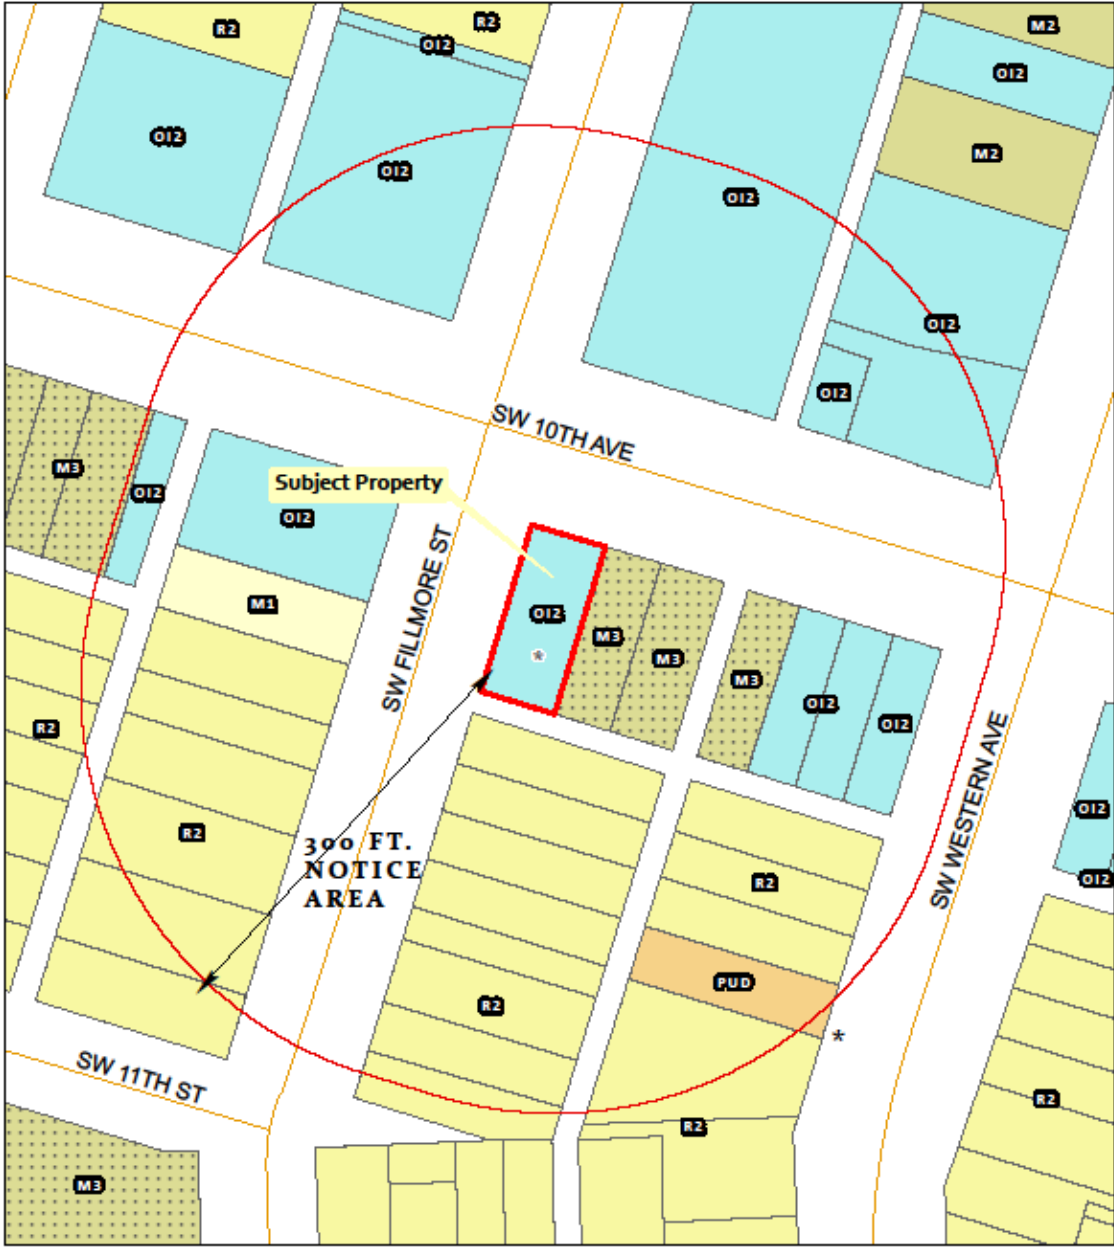 R2
R2
M2
OI2
OI2
M2
OI2
OI2
OI2
OI2
OI2
SW 10TH AVE
M3
Subject Property
OI2
OI2
M1
SW FILLMORE ST
OI2
M3
M3
M3
*
OI2
OI2
R2
SW WESTERN AVE
OI2
R2
300 FT.
NOTICE
AREA
R2
OI2
PUD
R2
*
SW 11TH ST
R2
R2
M3